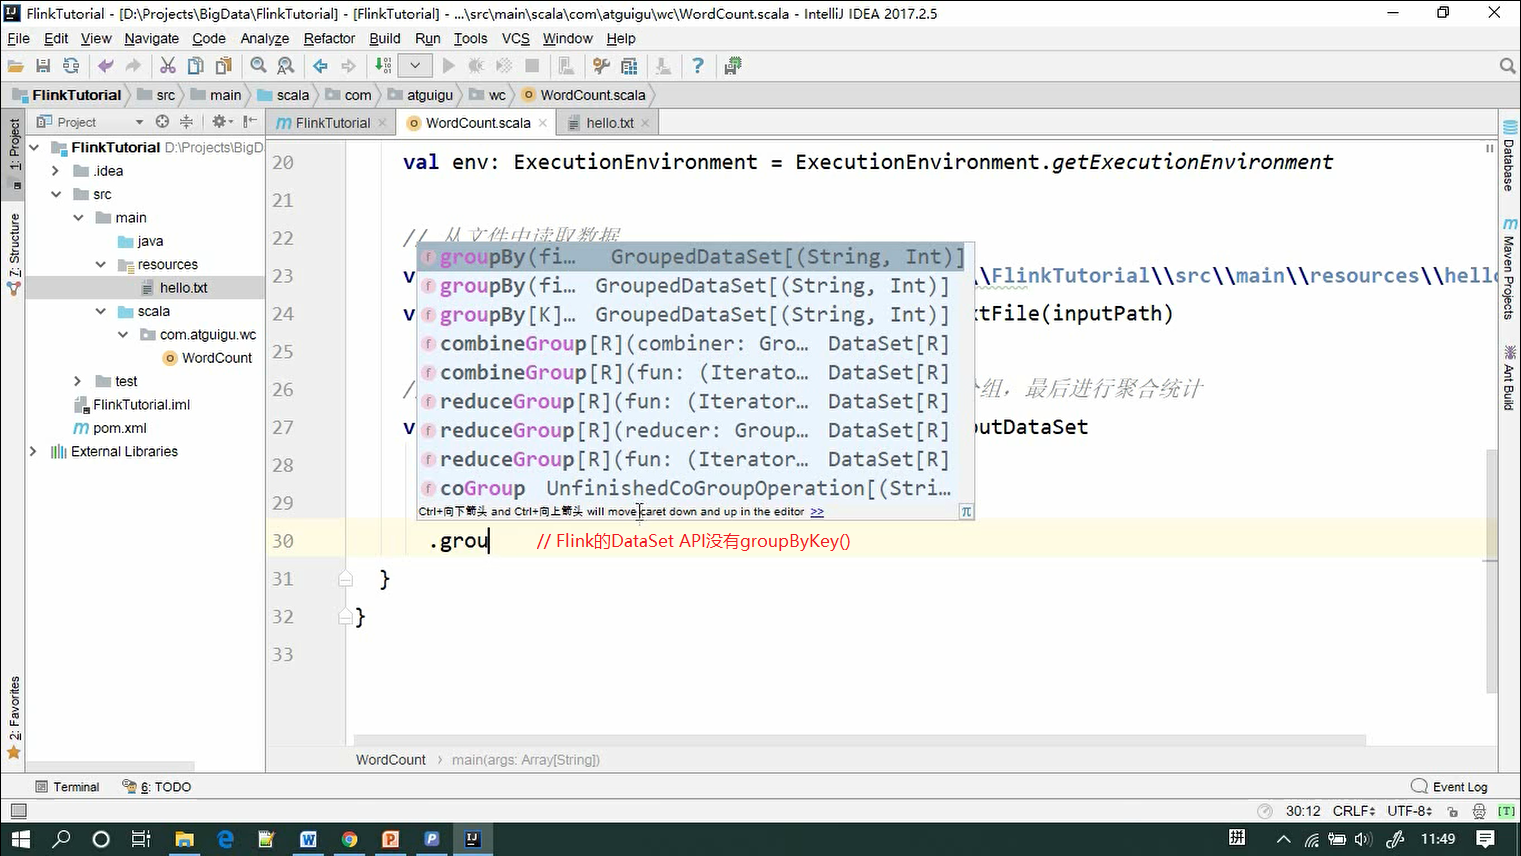 FlinkTutorial - [D:\Projects\BigData\FlinkTutorial] - [FlinkTutorial] - ...\src\main\scala\com\atguigu\wc\WordCount.scala - IntelliJ IDEA 2017.2.5
File Edit View Navigate Code Analyze Refactor Build Run Tools VCS Window Help
FlinkTutorial src main scala com atguigu wc WordCount.scala
Project
FlinkTutorial WordCount.scala hello.txt
1: Project
7: Structure
2: Favorites
FlinkTutorial D:\Projects\BigD
.idea
src
main
java
resources
hello.txt
scala
com.atguigu.wc
WordCount
test
FlinkTutorial.iml
pom.xml
External Libraries
20 val env: ExecutionEnvironment = ExecutionEnvironment.getExecutionEnvironment
21
22 // 从文件中读取数据
23 v \\FlinkTutorial\\src\\main\\resources\\hello
24 v tFile(inputPath)
25
26 / 组，最后进行聚合统计
27 v utDataSet
28
29
30 .grou // Flink的DataSet API没有groupByKey()
31 }
32 }
33
groupBy(fi… GroupedDataSet[(String, Int)]
groupBy(fi… GroupedDataSet[(String, Int)]
groupBy[K]… GroupedDataSet[(String, Int)]
combineGroup[R](combiner: Gro… DataSet[R]
combineGroup[R](fun: (Iterato… DataSet[R]
reduceGroup[R](fun: (Iterator… DataSet[R]
reduceGroup[R](reducer: Group… DataSet[R]
reduceGroup[R](fun: (Iterator… DataSet[R]
coGroup UnfinishedCoGroupOperation[(Stri…
Ctrl+向下箭头 and Ctrl+向上箭头 will move caret down and up in the editor >>
π
WordCount main(args: Array[String])
Database
Maven Projects
Ant Build
Terminal 6: TODO Event Log
30:12 CRLF UTF-8 [T]
拼 11:49